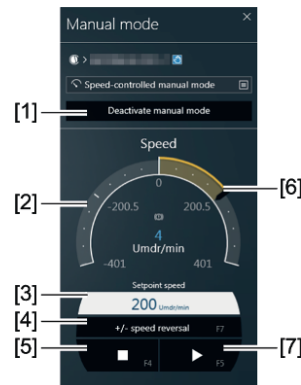 Manual mode
×
>
Speed-controlled manual mode
[1] Deactivate manual mode
Speed
[2]
[6]
0
-200.5 200.5
4
Umdr/min
-401 401
[3] Setpoint speed
200 Umdr/min
[4] +/- speed reversal F7
[5] F4
[7] F5